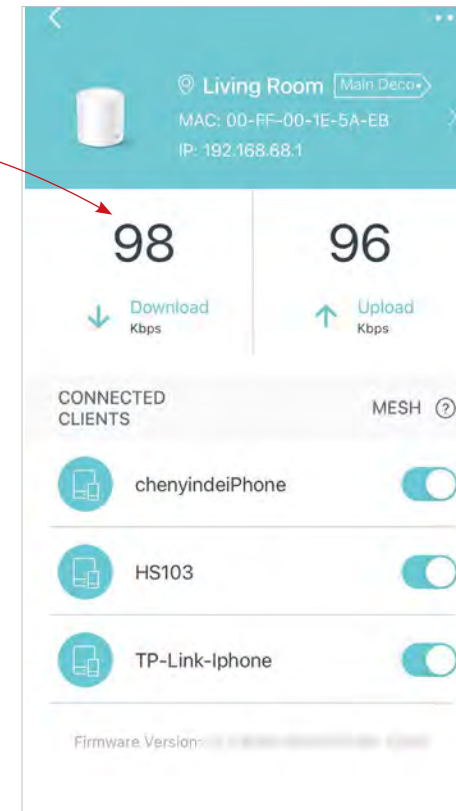 Living Room Main Deco
MAC: 00-FF-00-1E-5A-EB
IP: 192.168.68.1
98
96
Download
Kbps
Upload
Kbps
CONNECTED
CLIENTS
MESH ?
chenyindeiPhone
HS103
TP-Link-Iphone
Firmware Version: